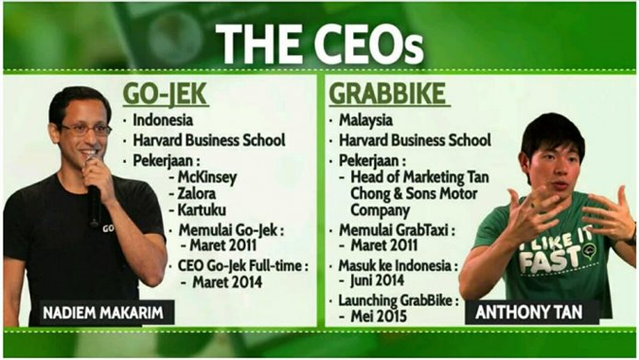 THE CEOs
GO-JEK
· Indonesia
· Harvard Business School
· Pekerjaan :
- McKinsey
- Zalora
- Kartuku
· Memulai Go-Jek :
- Maret 2011
· CEO Go-Jek Full-time :
- Maret 2014
GO
NADIEM MAKARIM
GRABBIKE
· Malaysia
· Harvard Business School
· Pekerjaan :
- Head of Marketing Tan
Chong & Sons Motor
Company
· Memulai GrabTaxi :
- Maret 2011
· Masuk ke Indonesia :
- Juni 2014
· Launching GrabBike :
- Mei 2015
I LIKE IT
FAST
ANTHONY TAN